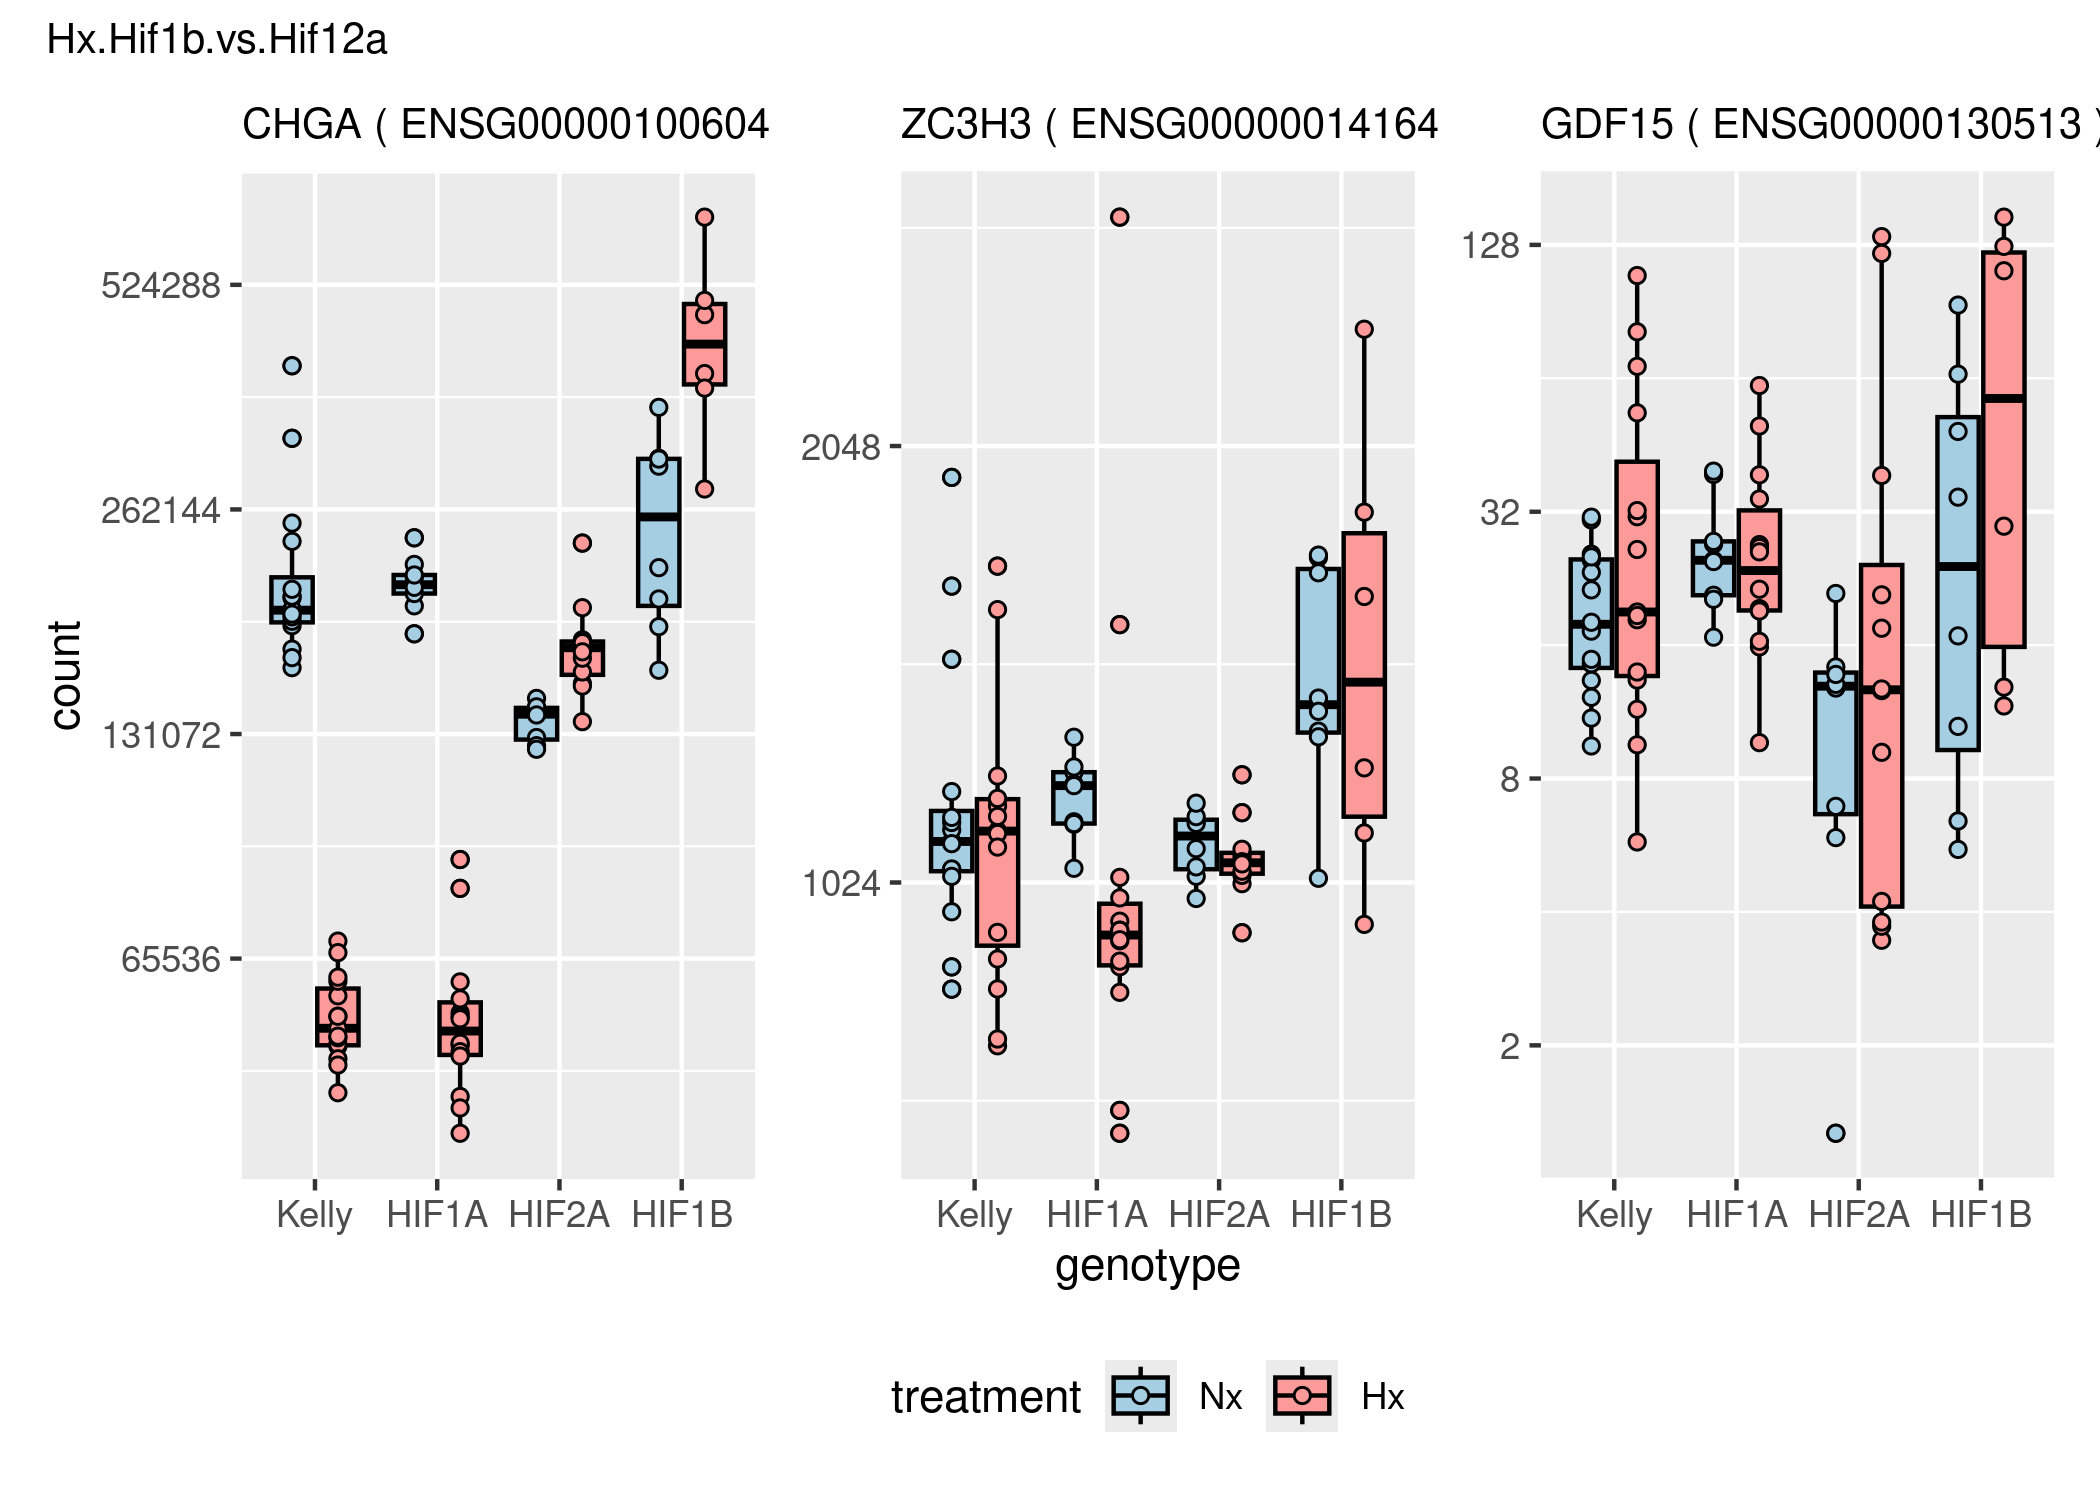 Hx.Hif1b.vs.Hif12a
CHGA ( ENSG00000100604
524288
262144
131072
65536
count
Kelly HIF1A HIF2A HIF1B
ZC3H3 ( ENSG00000014164
2048
1024
Kelly HIF1A HIF2A HIF1B
GDF15 ( ENSG00000130513 )
128
32
8
2
Kelly HIF1A HIF2A HIF1B
genotype
treatment Nx Hx